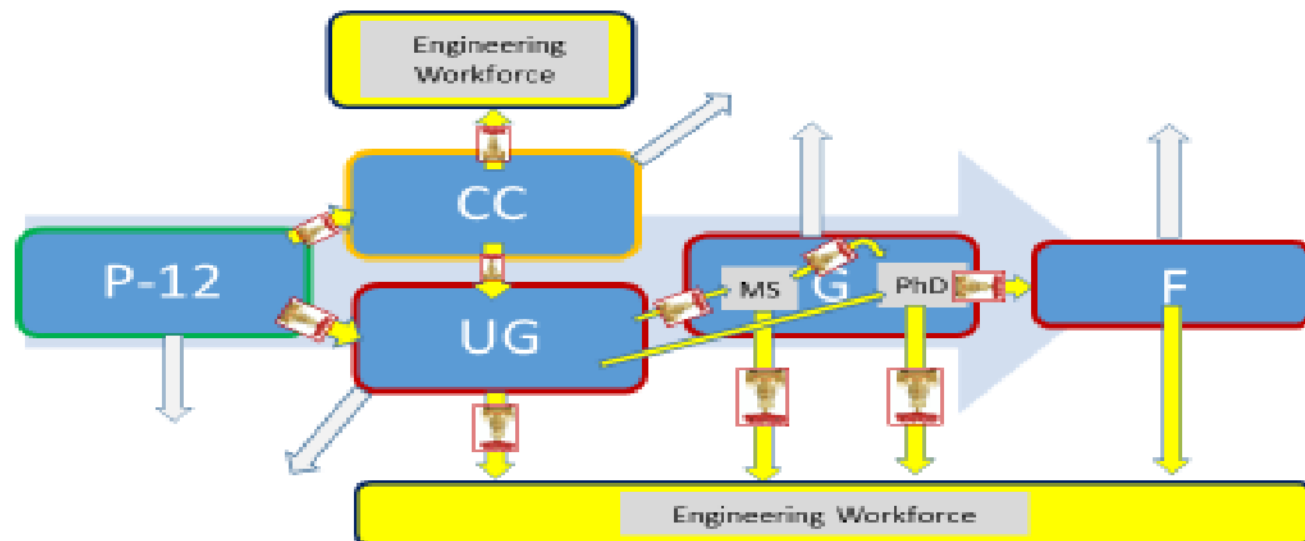 Engineering
Workforce
CC
P-12
UG
MS
G
PhD
F
Engineering Workforce